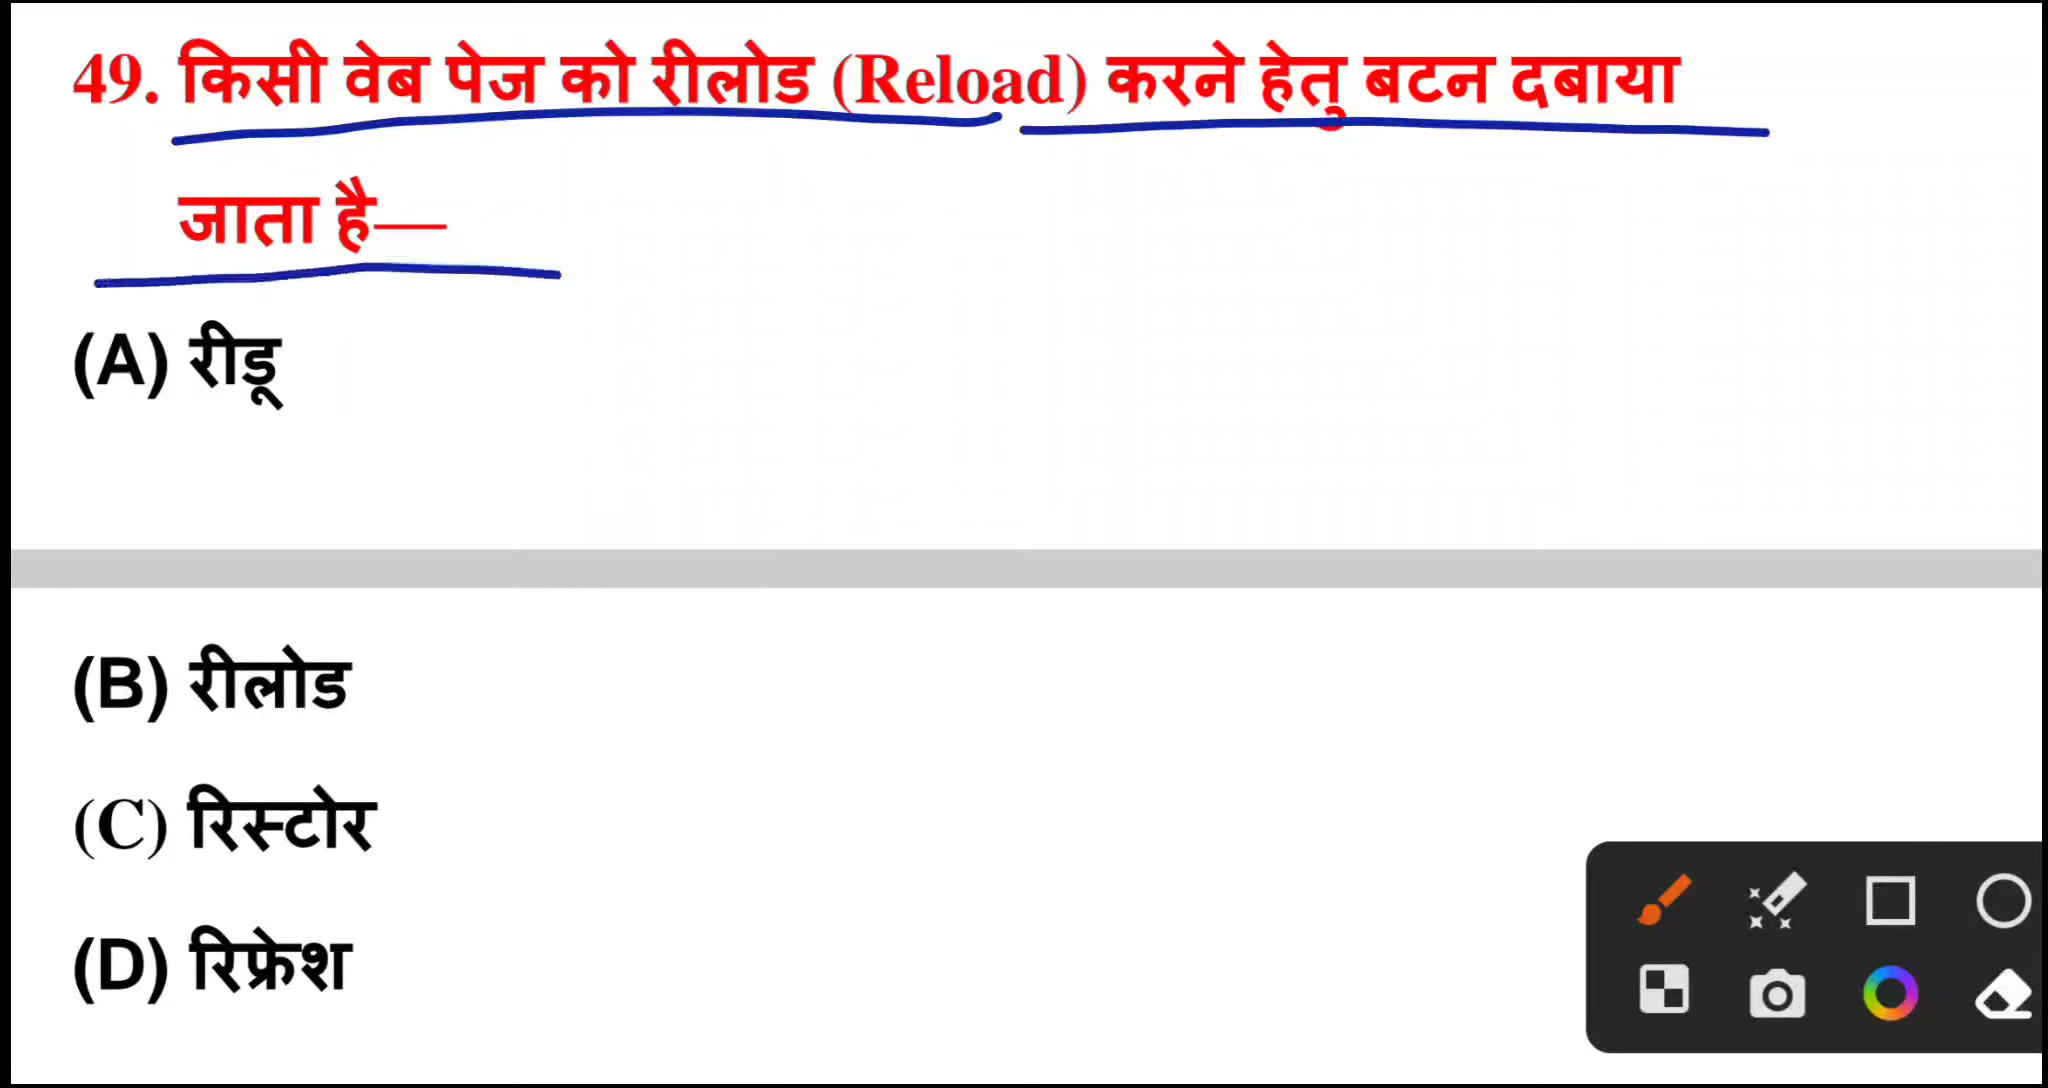 49. किसी वेब पेज को रीलोड (Reload) करने हेतु बटन दबाया
जाता है—
(A) रीडू
(B) रीलोड
(C) रिस्टोर
(D) रिफ्रेश